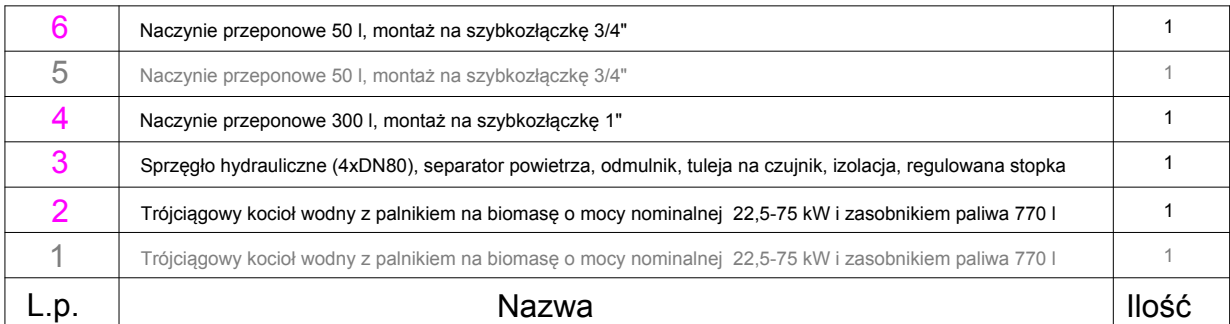 6 Naczynie przeponowe 50 l, montaż na szybkozłączkę 3/4" 1
5 Naczynie przeponowe 50 l, montaż na szybkozłączkę 3/4" 1
4 Naczynie przeponowe 300 l, montaż na szybkozłączkę 1" 1
3 Sprzęgło hydrauliczne (4xDN80), separator powietrza, odmulnik, tuleja na czujnik, izolacja, regulowana stopka 1
2 Trójciągowy kocioł wodny z palnikiem na biomasę o mocy nominalnej 22,5-75 kW i zasobnikiem paliwa 770 l 1
1 Trójciągowy kocioł wodny z palnikiem na biomasę o mocy nominalnej 22,5-75 kW i zasobnikiem paliwa 770 l 1
L.p. Nazwa Ilość